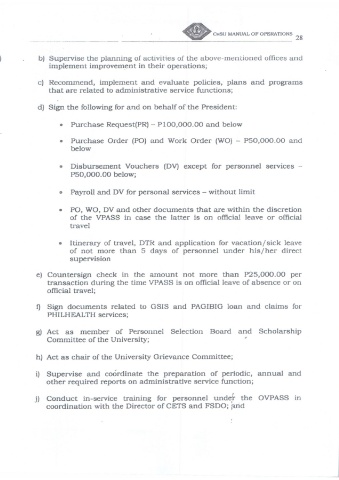 CvSU MANUAL OF OPERATIONS
28
b) Supervise the planning of activities of the above-mentioned offices and
implement improvement in their operations;
c) Recommend, implement and evaluate policies, plans and programs
that are related to administrative service functions;
d) Sign the following for and on behalf of the President:
• Purchase Request(PR) – P100,000.00 and below
• Purchase Order (PO) and Work Order (WO) – P50,000.00 and
below
• Disbursement Vouchers (DV) except for personnel services –
P50,000.00 below;
• Payroll and DV for personal services – without limit
• PO, WO, DV and other documents that are within the discretion
of the VPASS in case the latter is on official leave or official
travel
• Itinerary of travel, DTR and application for vacation/sick leave
of not more than 5 days of personnel under his/her direct
supervision
e) Countersign check in the amount not more than P25,000.00 per
transaction during the time VPASS is on official leave of absence or on
official travel;
f) Sign documents related to GSIS and PAGIBIG loan and claims for
PHILHEALTH services;
g) Act as member of Personnel Selection Board and Scholarship
Committee of the University;
h) Act as chair of the University Grievance Committee;
i) Supervise and coordinate the preparation of periodic, annual and
other required reports on administrative service function;
j) Conduct in-service training for personnel under the OVPASS in
coordination with the Director of CETS and FSDO; and